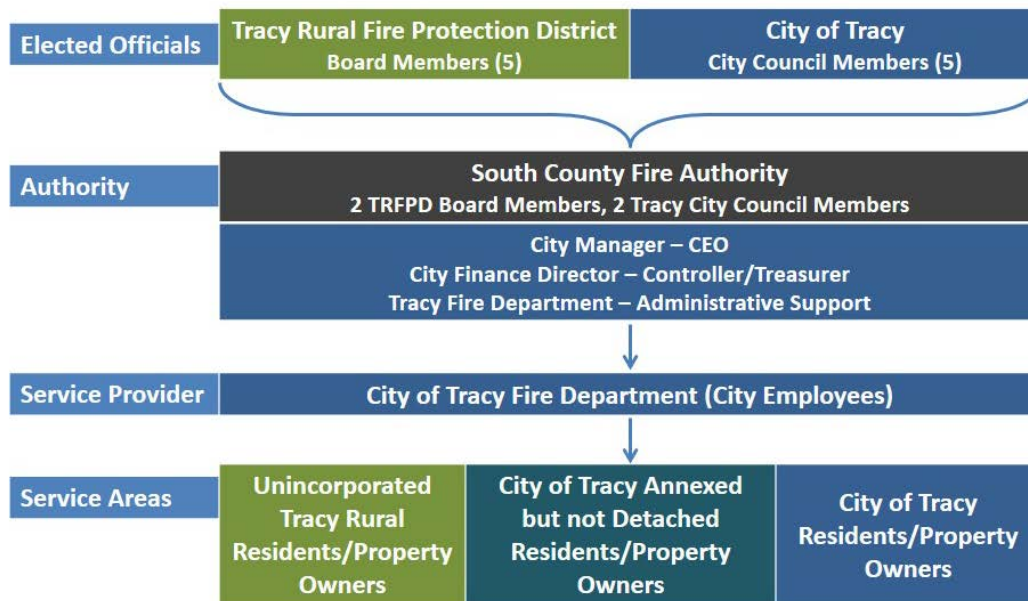 Elected Officials
Tracy Rural Fire Protection District
Board Members (5)
City of Tracy
City Council Members (5)
Authority
South County Fire Authority
2 TRFPD Board Members, 2 Tracy City Council Members
City Manager – CEO
City Finance Director – Controller/Treasurer
Tracy Fire Department – Administrative Support
Service Provider
City of Tracy Fire Department (City Employees)
Service Areas
Unincorporated
Tracy Rural
Residents/Property
Owners
City of Tracy Annexed
but not Detached
Residents/Property
Owners
City of Tracy
Residents/Property
Owners